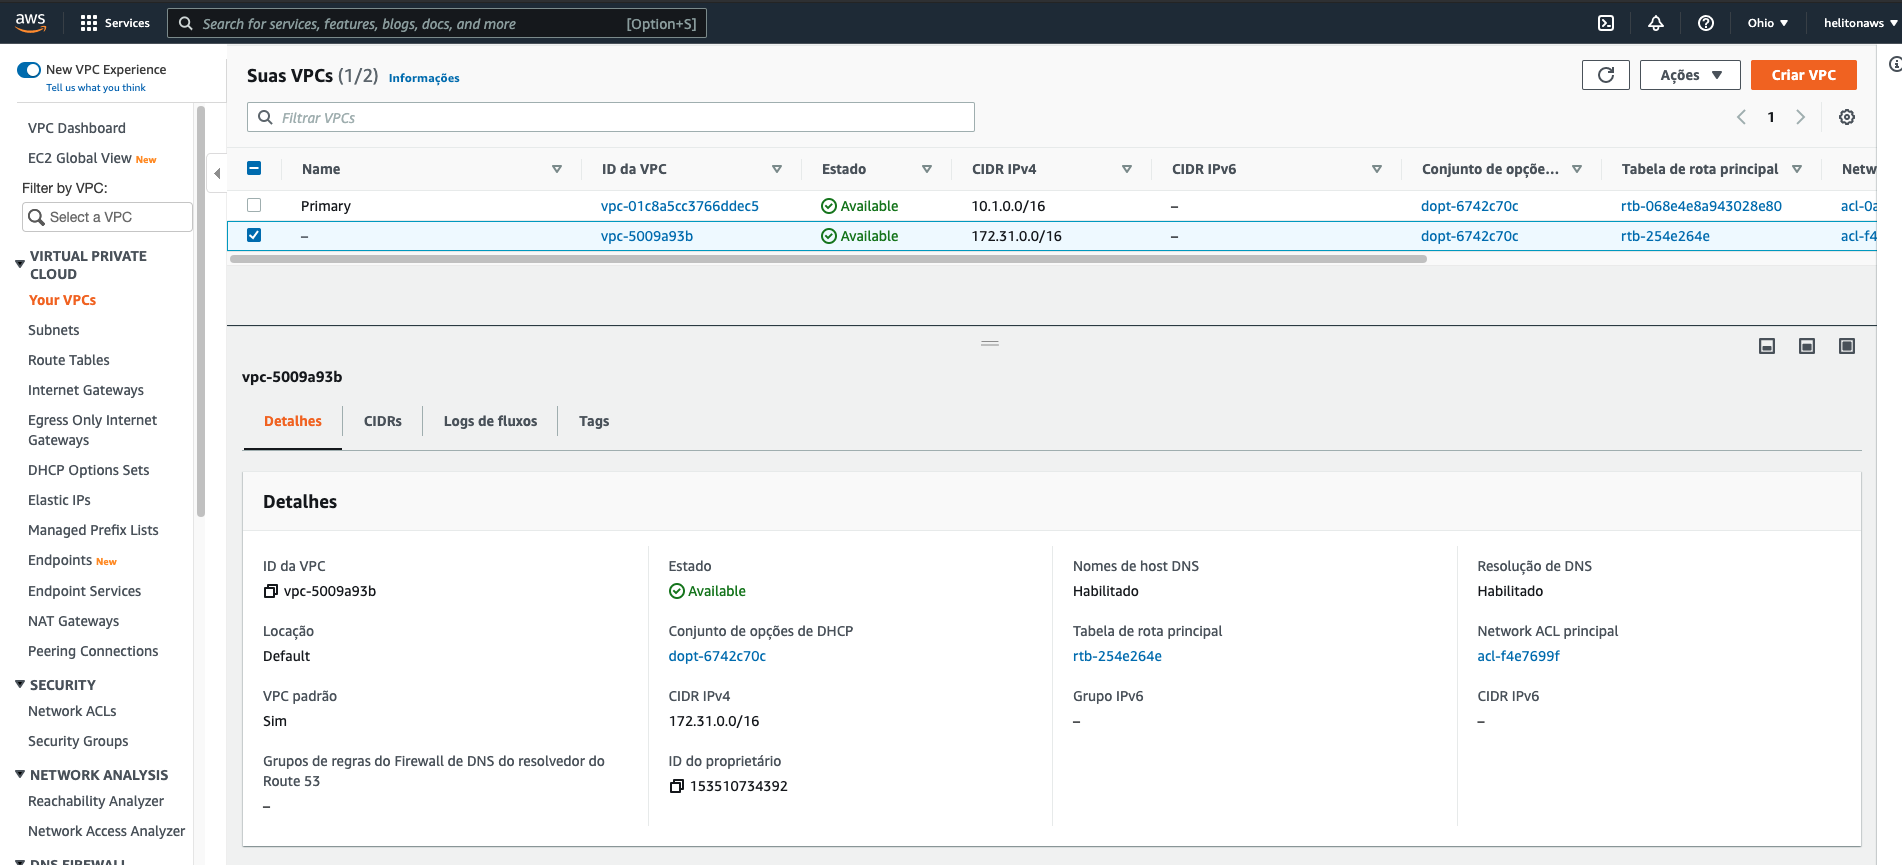 aws
Services
Search for services, features, blogs, docs, and more
[Option+S]
Ohio
helitonaws
New VPC Experience
Tell us what you think
VPC Dashboard
EC2 Global View New
Filter by VPC:
Select a VPC
VIRTUAL PRIVATE
CLOUD
Your VPCs
Subnets
Route Tables
Internet Gateways
Egress Only Internet
Gateways
DHCP Options Sets
Elastic IPs
Managed Prefix Lists
Endpoints New
Endpoint Services
NAT Gateways
Peering Connections
SECURITY
Network ACLs
Security Groups
NETWORK ANALYSIS
Reachability Analyzer
Network Access Analyzer
DNS FIREWALL
Suas VPCs (1/2) Informações
Ações
Criar VPC
Filtrar VPCs
1
Name ID da VPC Estado CIDR IPv4 CIDR IPv6 Conjunto de opçõe... Tabela de rota principal Netw
Primary vpc-01c8a5cc3766ddec5 Available 10.1.0.0/16 – dopt-6742c70c rtb-068e4e8a943028e80 acl-0a
– vpc-5009a93b Available 172.31.0.0/16 – dopt-6742c70c rtb-254e264e acl-f4
vpc-5009a93b
Detalhes CIDRs Logs de fluxos Tags
Detalhes
ID da VPC
vpc-5009a93b
Estado
Available
Nomes de host DNS
Habilitado
Resolução de DNS
Habilitado
Locação
Default
Conjunto de opções de DHCP
dopt-6742c70c
Tabela de rota principal
rtb-254e264e
Network ACL principal
acl-f4e7699f
VPC padrão
Sim
CIDR IPv4
172.31.0.0/16
Grupo IPv6
–
CIDR IPv6
–
Grupos de regras do Firewall de DNS do resolvedor do
Route 53
–
ID do proprietário
153510734392